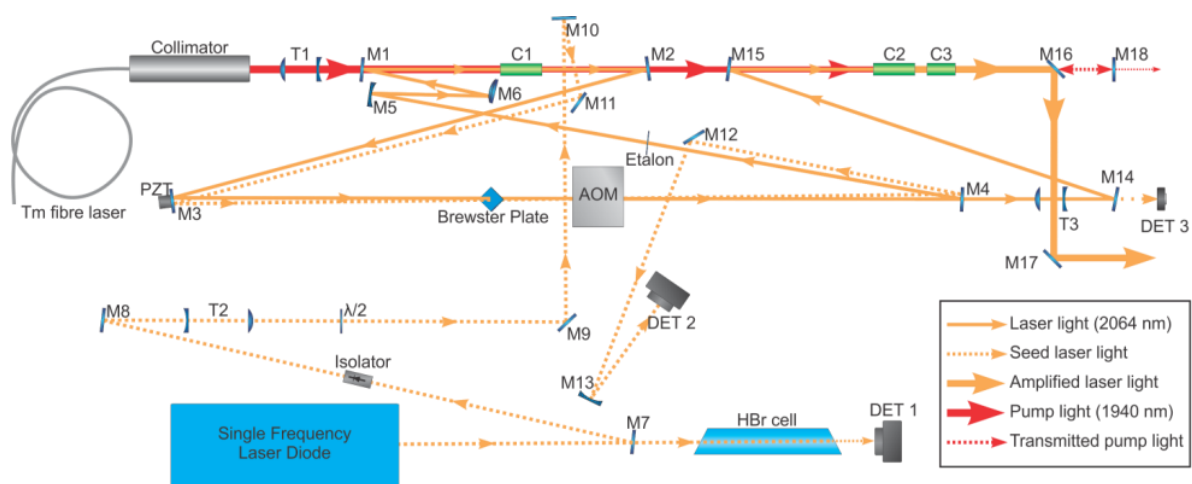 M10
Collimator
T1
M1
C1
M2
M15
C2
C3
M16
M18
M5
M6
M11
M12
Etalon
PZT
M3
Tm fibre laser
Brewster Plate
AOM
M4
T3
M14
DET 3
M17
M8
T2
λ/2
M9
DET 2
Isolator
M13
Single Frequency
Laser Diode
M7
HBr cell
DET 1
Laser light (2064 nm)
Seed laser light
Amplified laser light
Pump light (1940 nm)
Transmitted pump light